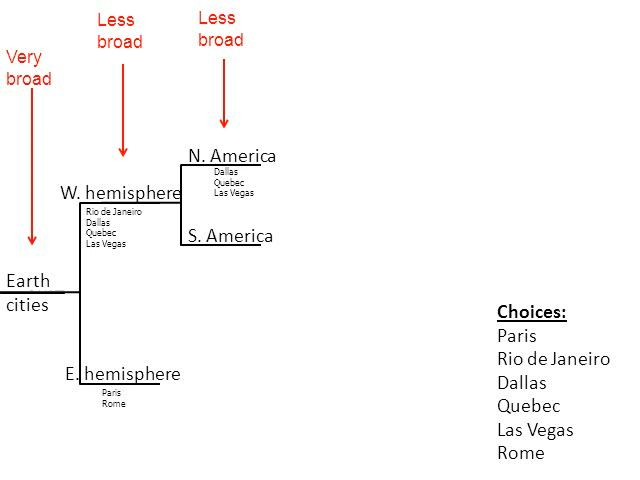 Very
broad
Less
broad
Less
broad
N. America
Dallas
Quebec
Las Vegas
W. hemisphere
Rio de Janeiro
Dallas
Quebec
Las Vegas
S. America
Earth
cities
E. hemisphere
Paris
Rome
Choices:
Paris
Rio de Janeiro
Dallas
Quebec
Las Vegas
Rome